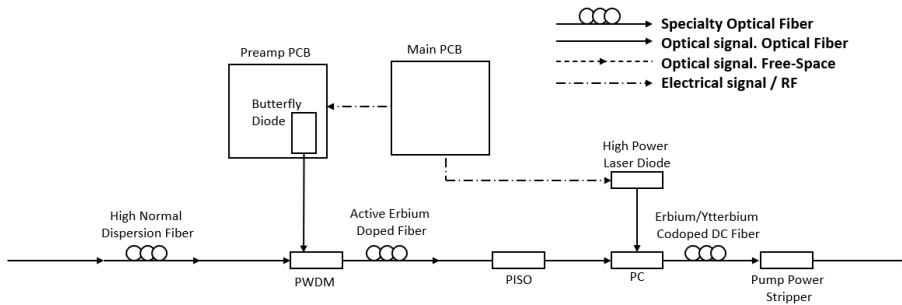 Specialty Optical Fiber
Optical signal. Optical Fiber
Optical signal. Free-Space
Electrical signal / RF
Preamp PCB
Main PCB
Butterfly
Diode
High Power
Laser Diode
High Normal
Dispersion Fiber
Active Erbium
Doped Fiber
Erbium/Ytterbium
Codoped DC Fiber
PWDM
PISO
PC
Pump Power
Stripper